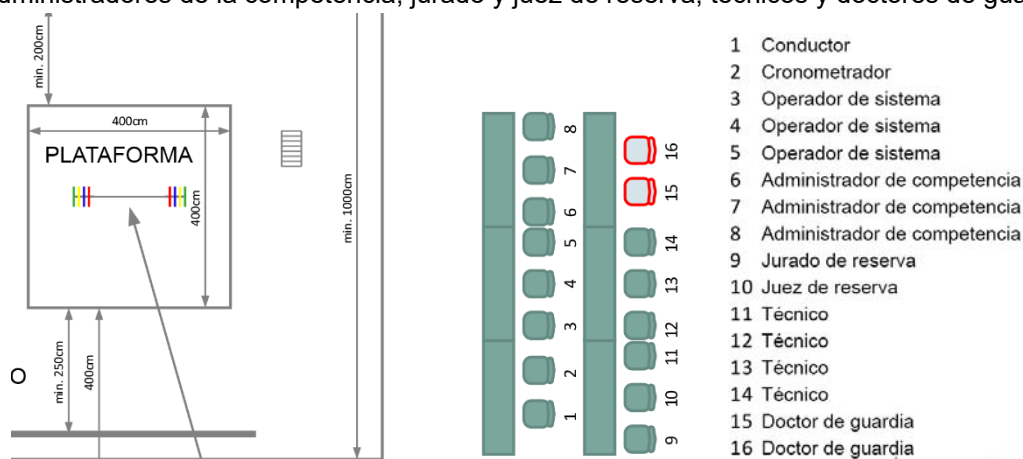 administradores de la competencia, jurado y juez de reserva, técnicos y doctores de
min. 200cm
400cm
PLATAFORMA
400cm
min. 1000cm
O
min. 250cm
400cm
8
7
6
5
4
3
2
1
16
15
14
13
12
11
10
9
1 Conductor
2 Cronometrador
3 Operador de sistema
4 Operador de sistema
5 Operador de sistema
6 Administrador de competencia
7 Administrador de competencia
8 Administrador de competencia
9 Jurado de reserva
10 Juez de reserva
11 Técnico
12 Técnico
13 Técnico
14 Técnico
15 Doctor de guardia
16 Doctor de guardia